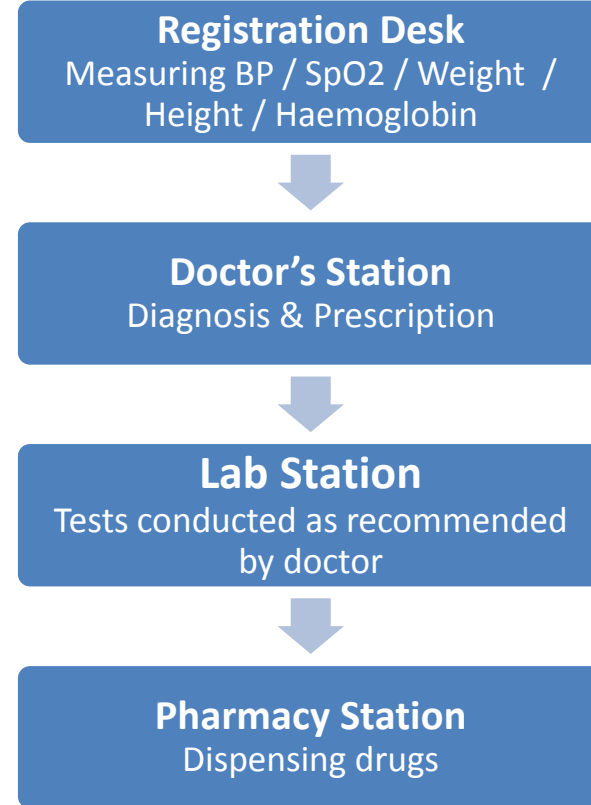 Registration Desk
Measuring BP / SpO2 / Weight /
Height / Haemoglobin
Doctor’s Station
Diagnosis & Prescription
Lab Station
Tests conducted as recommended
by doctor
Pharmacy Station
Dispensing drugs